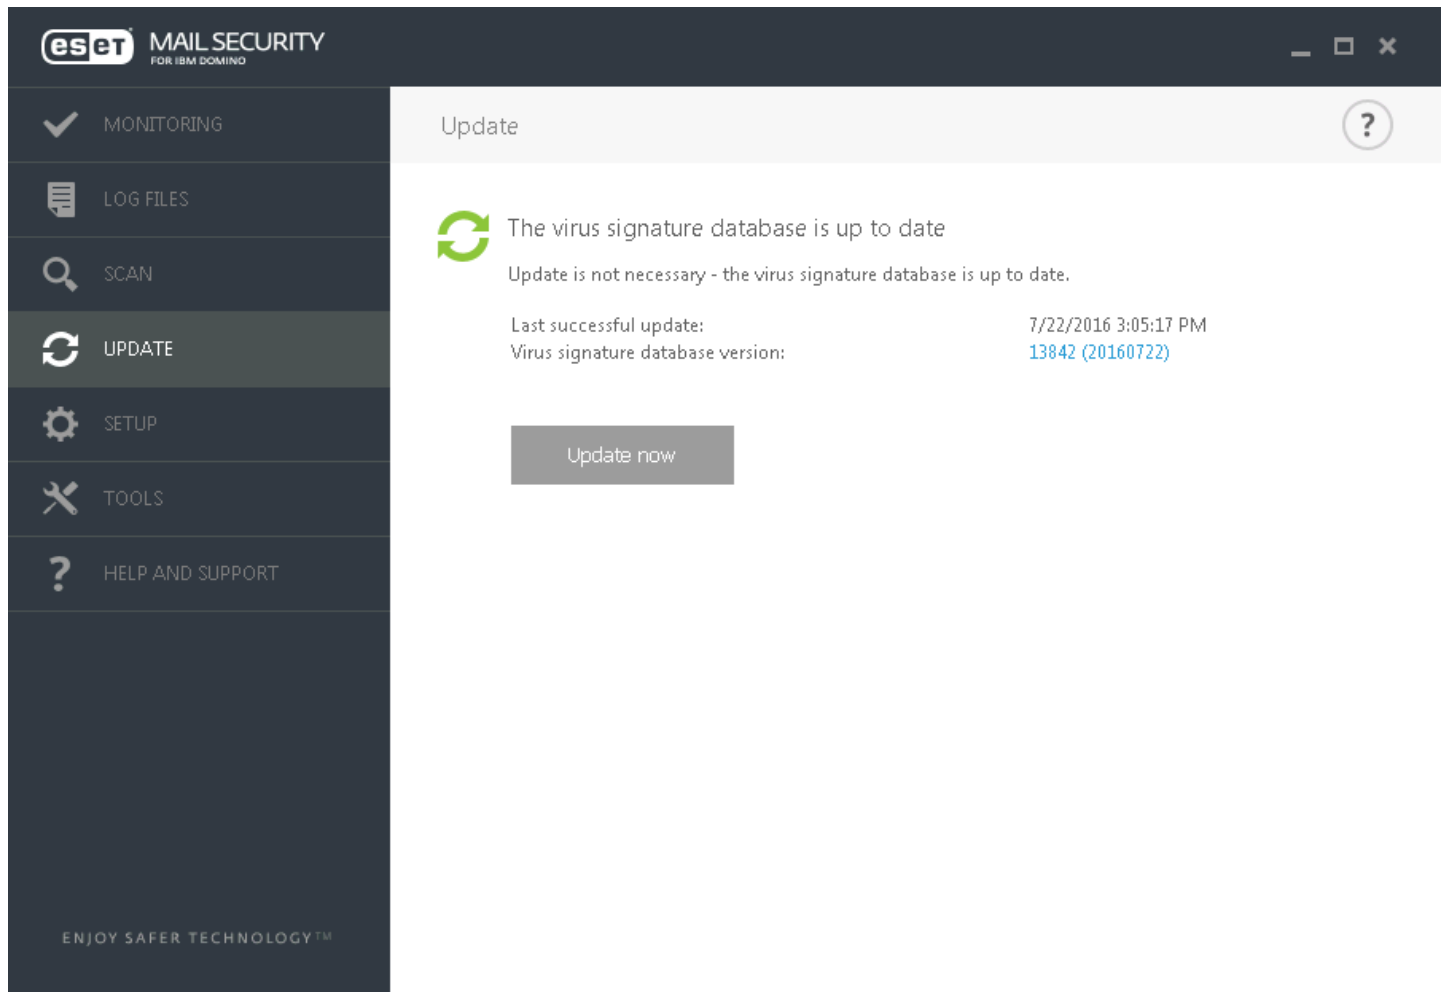 eset MAIL SECURITY
FOR IBM DOMINO
MONITORING
LOG FILES
SCAN
UPDATE
SETUP
TOOLS
HELP AND SUPPORT
ENJOY SAFER TECHNOLOGY™
Update
?
The virus signature database is up to date
Update is not necessary - the virus signature database is up to date.
Last successful update: 7/22/2016 3:05:17 PM
Virus signature database version: 13842 (20160722)
Update now